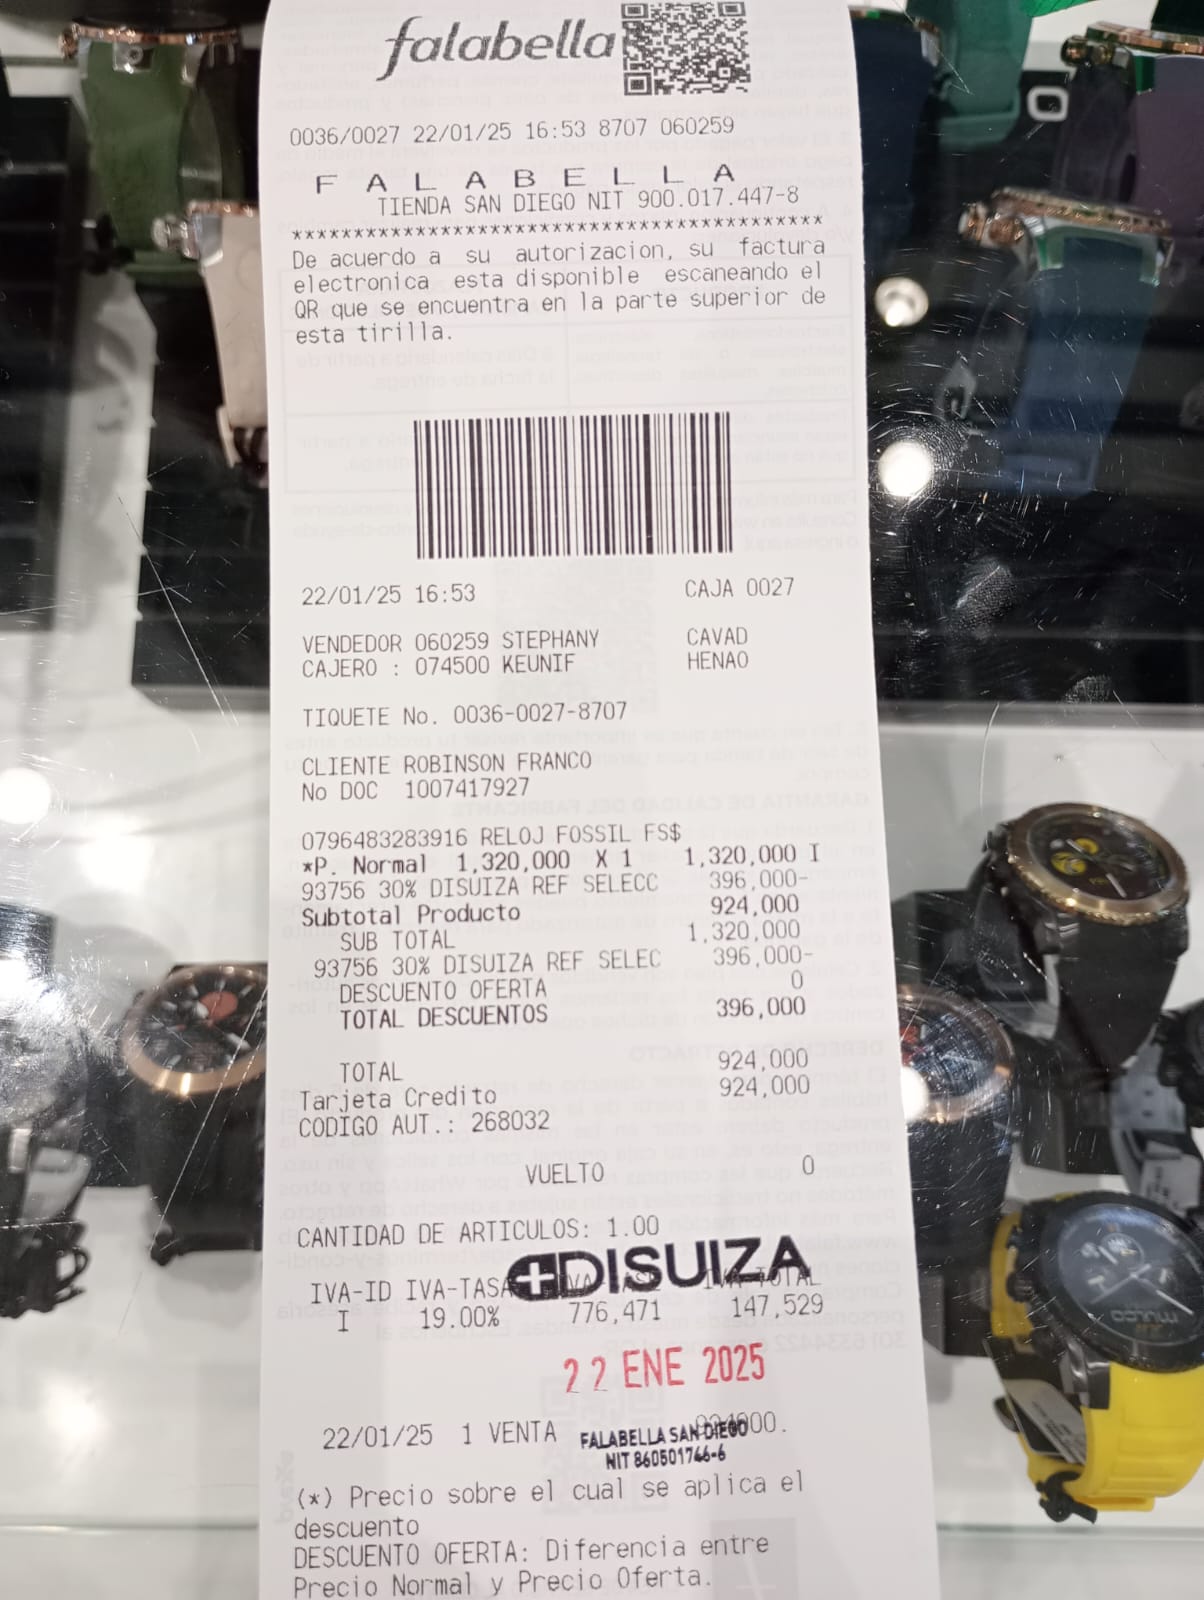 falabella
0036/0027 22/01/25 16:53 8707 060259
F A L A B E L L A
TIENDA SAN DIEGO NIT 900.017.447-8
******************************************
De acuerdo a su autorizacion, su factura
electronica esta disponible escaneando el
QR que se encuentra en la parte superior de
esta tirilla.
22/01/25 16:53 CAJA 0027
VENDEDOR 060259 STEPHANY CAVAD
CAJERO : 074500 KEUNIF HENAO
TIQUETE No. 0036-0027-8707
CLIENTE ROBINSON FRANCO
No DOC 1007417927
0796483283916 RELOJ FOSSIL FS$
*P. Normal 1,320,000 X 1 1,320,000 I
93756 30% DISUIZA REF SELECC 396,000-
Subtotal Producto 924,000
SUB TOTAL 1,320,000
93756 30% DISUIZA REF SELEC 396,000-
DESCUENTO OFERTA 0
TOTAL DESCUENTOS 396,000
TOTAL 924,000
Tarjeta Credito 924,000
CODIGO AUT.: 268032
VUELTO 0
CANTIDAD DE ARTICULOS: 1.00
DISUIZA
IVA-ID IVA-TASA IVA-BASE IVA-TOTAL
I 19.00% 776,471 147,529
22 ENE 2025
22/01/25 1 VENTA 924000.
FALABELLA SAN DIEGO
NIT 860501746-6
(*) Precio sobre el cual se aplica el
descuento
DESCUENTO OFERTA: Diferencia entre
Precio Normal y Precio Oferta.